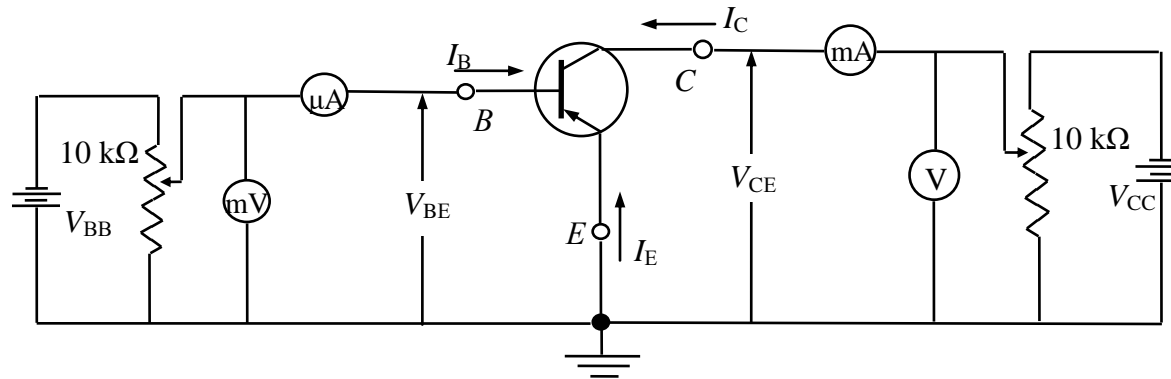 I_C
I_B
mA
μA
B
C
10 kΩ
10 kΩ
V
V_CE
V_BE
mV
V_BB
V_CC
E
I_E